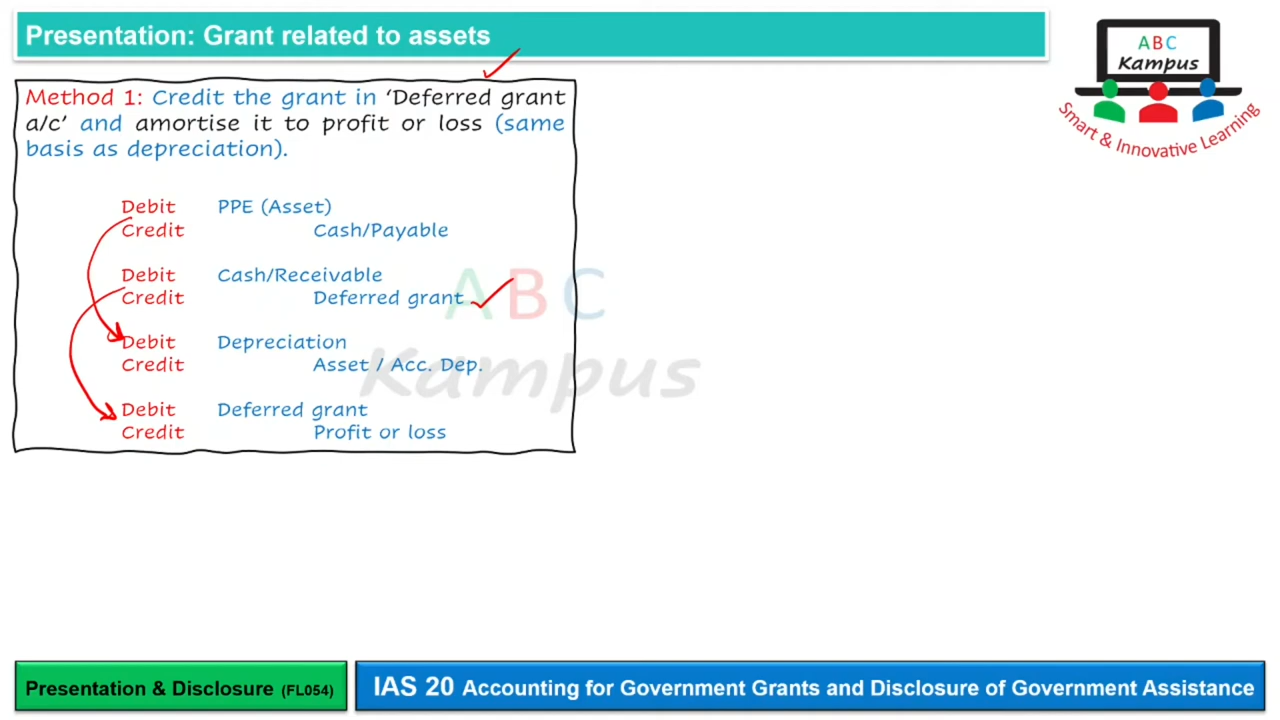 Presentation: Grant related to assets
A B C
Kampus
Smart & Innovative Learning
Method 1: Credit the grant in ‘Deferred grant
a/c’ and amortise it to profit or loss (same
basis as depreciation).
Debit PPE (Asset)
Credit Cash/Payable
Debit Cash/Receivable
Credit Deferred grant
Debit Depreciation
Credit Asset / Acc. Dep.
Debit Deferred grant
Credit Profit or loss
A B C
Kampus
Presentation & Disclosure (FL054)
IAS 20 Accounting for Government Grants and Disclosure of Government Assistance